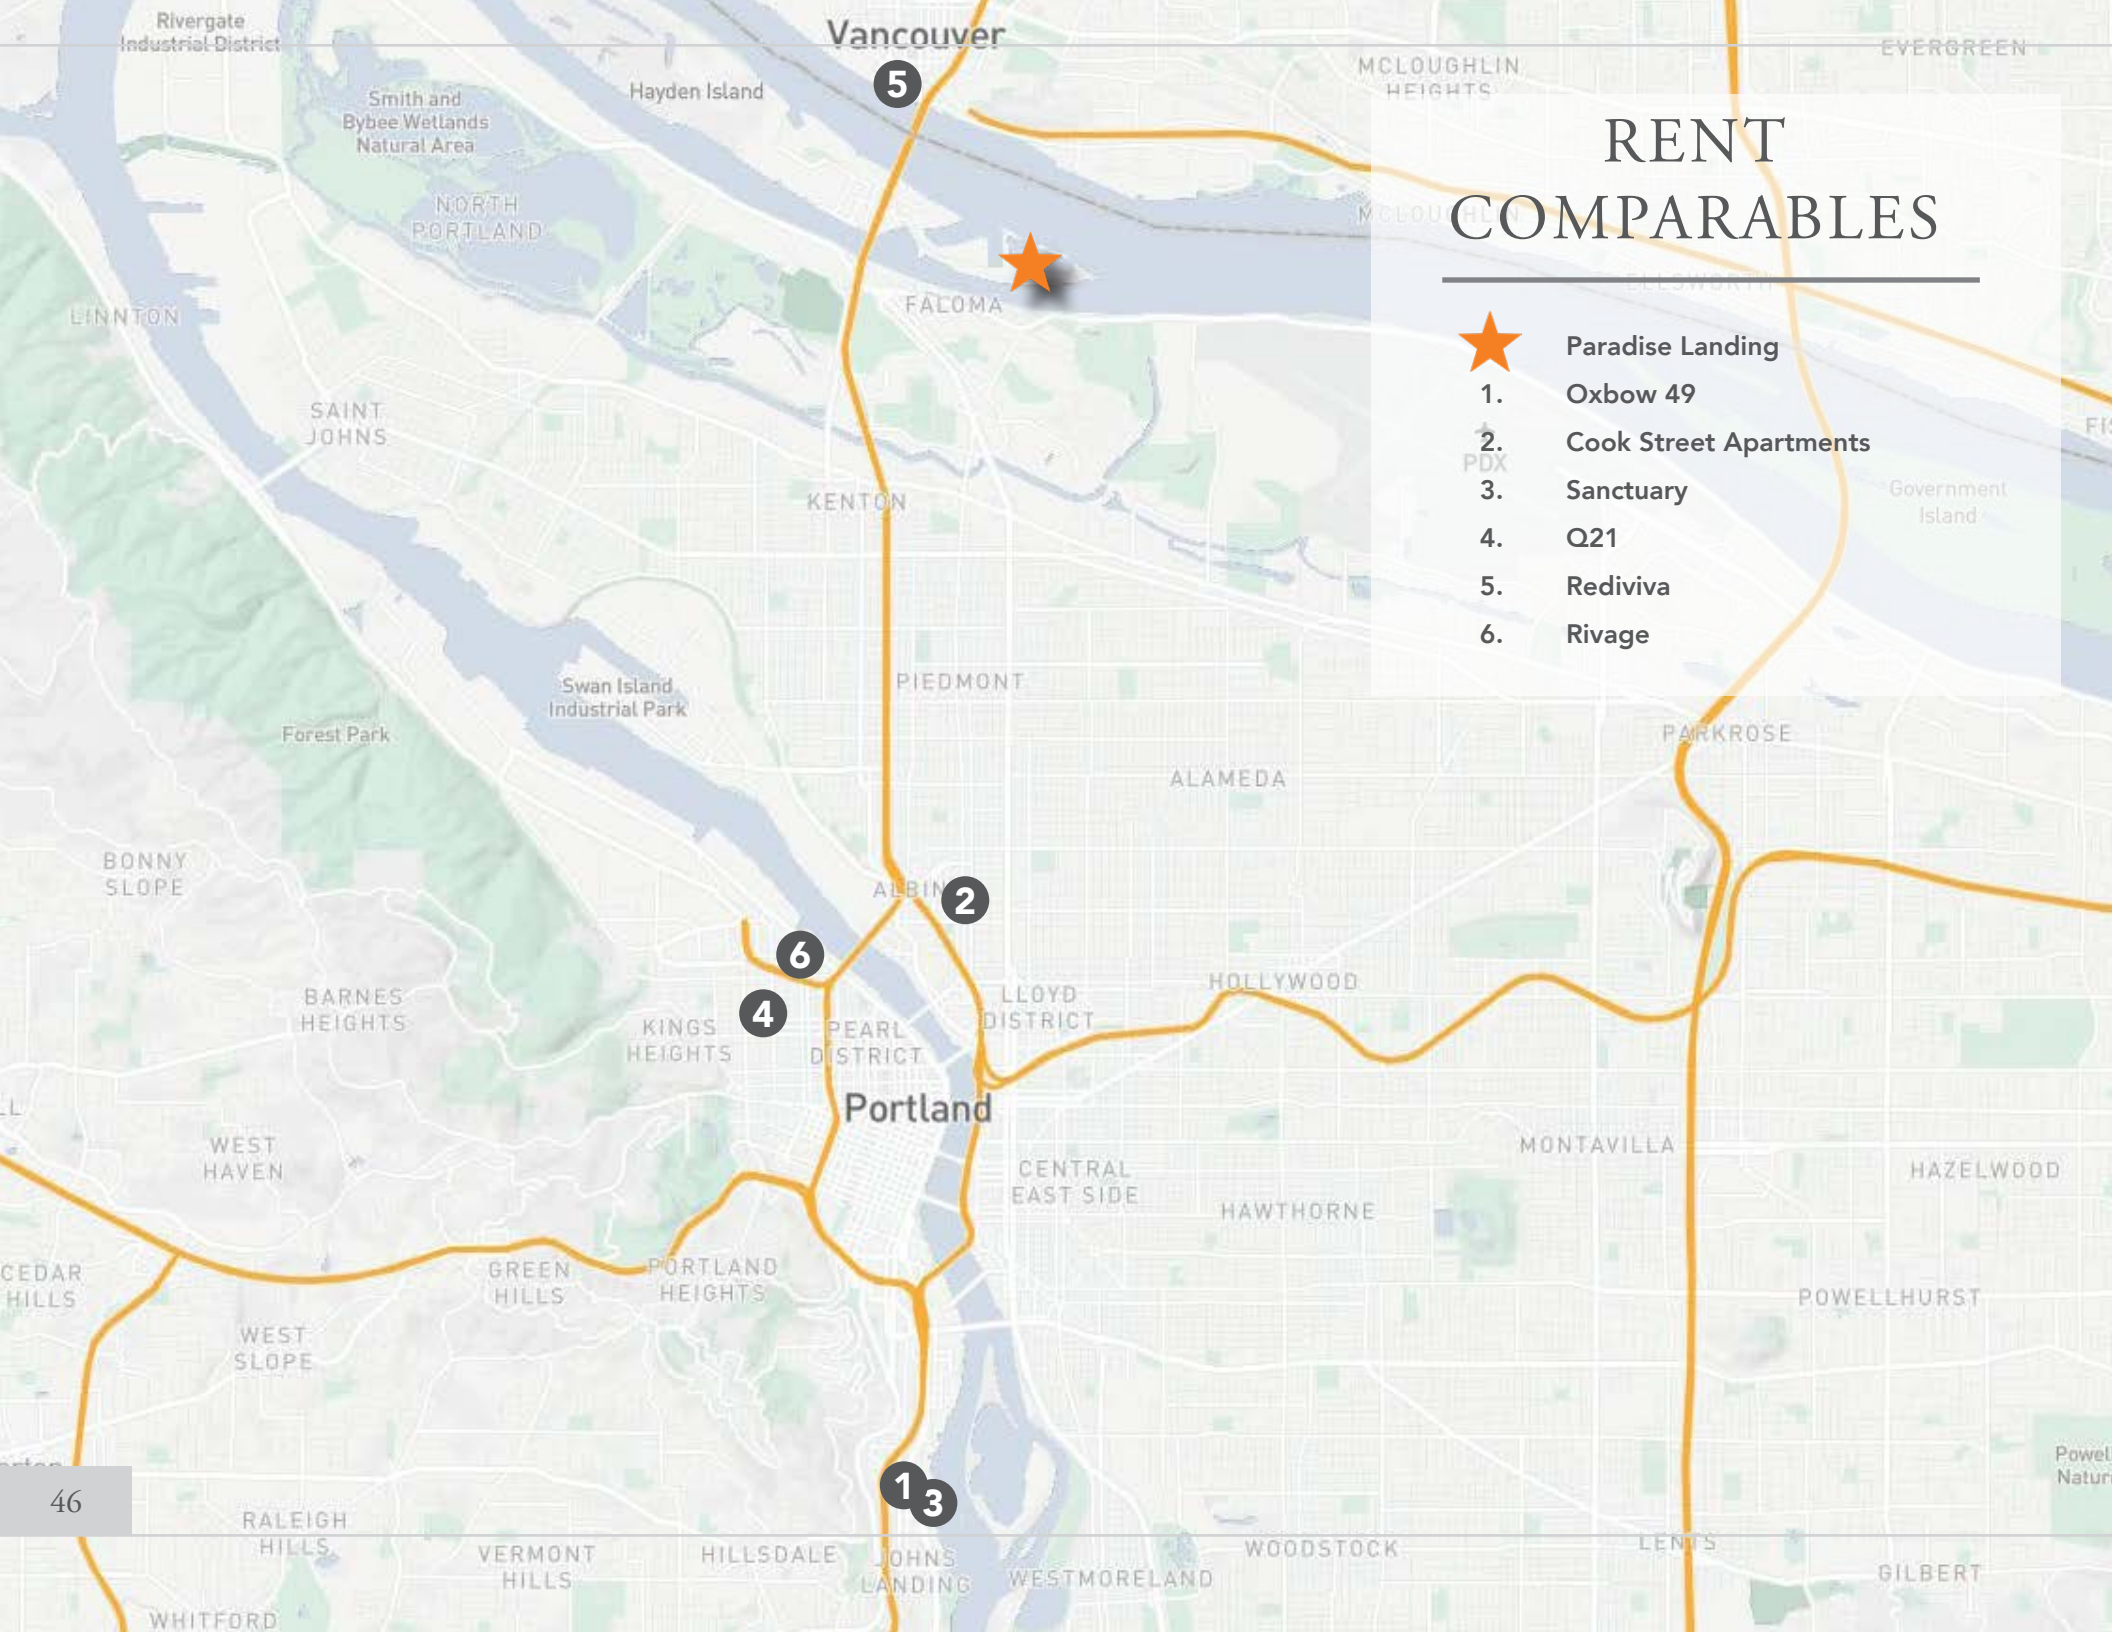 Rivergate
Industrial District
Vancouver
EVERGREEN
MCLOUGHLIN
HEIGHTS
5
Hayden Island
Smith and
Bybee Wetlands
Natural Area
RENT
COMPARABLES
NORTH
PORTLAND
ELLSWORTH
FALOMA
LINNTON
Paradise Landing
1. Oxbow 49
2. Cook Street Apartments
3. Sanctuary
4. Q21
5. Rediviva
6. Rivage
PDX
Government
Island
SAINT
JOHNS
KENTON
PIEDMONT
Swan Island
Industrial Park
Forest Park
PARKROSE
ALAMEDA
BONNY
SLOPE
2
6
4
HOLLYWOOD
LLOYD
DISTRICT
BARNES
HEIGHTS
KINGS
HEIGHTS
PEARL
DISTRICT
Portland
WEST
HAVEN
CENTRAL
EAST SIDE
MONTAVILLA
HAZELWOOD
HAWTHORNE
CEDAR
HILLS
GREEN
HILLS
PORTLAND
HEIGHTS
POWELLHURST
WEST
SLOPE
1
3
46
RALEIGH
HILLS
VERMONT
HILLS
HILLSDALE
JOHNS
LANDING
WESTMORELAND
WOODSTOCK
LENTS
GILBERT
WHITFORD